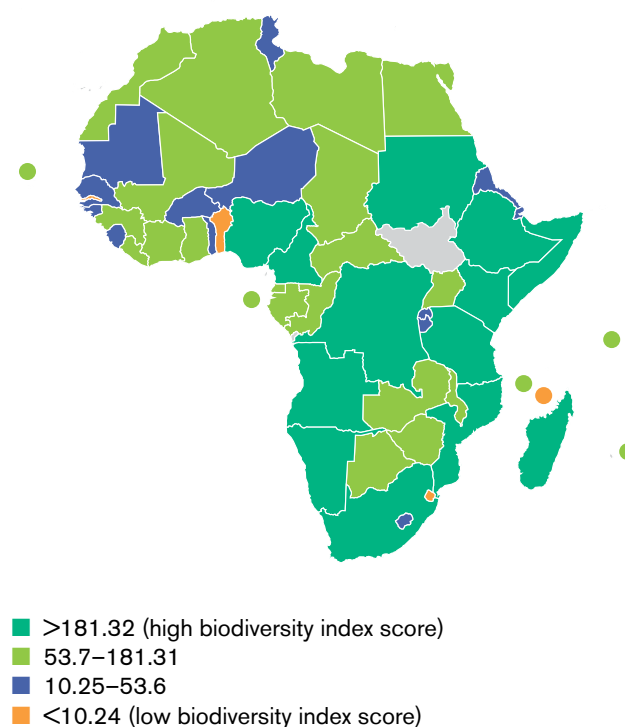 >181.32 (high biodiversity index score)
53.7–181.31
10.25–53.6
<10.24 (low biodiversity index score)